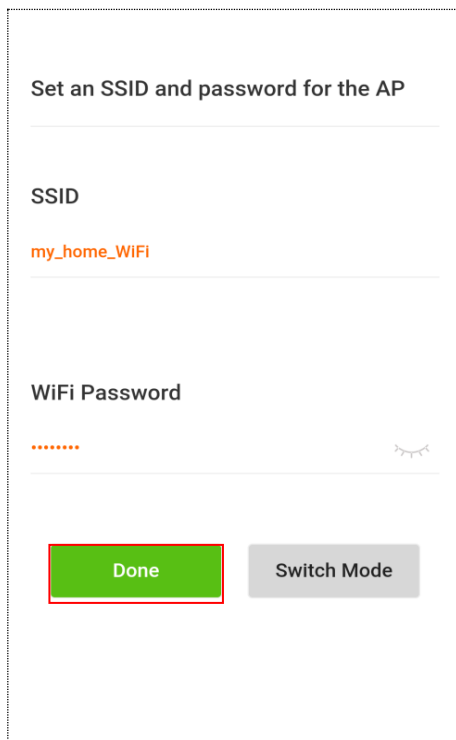 Set an SSID and password for the AP
SSID
my_home_WiFi
WiFi Password
••••••••
Done
Switch Mode